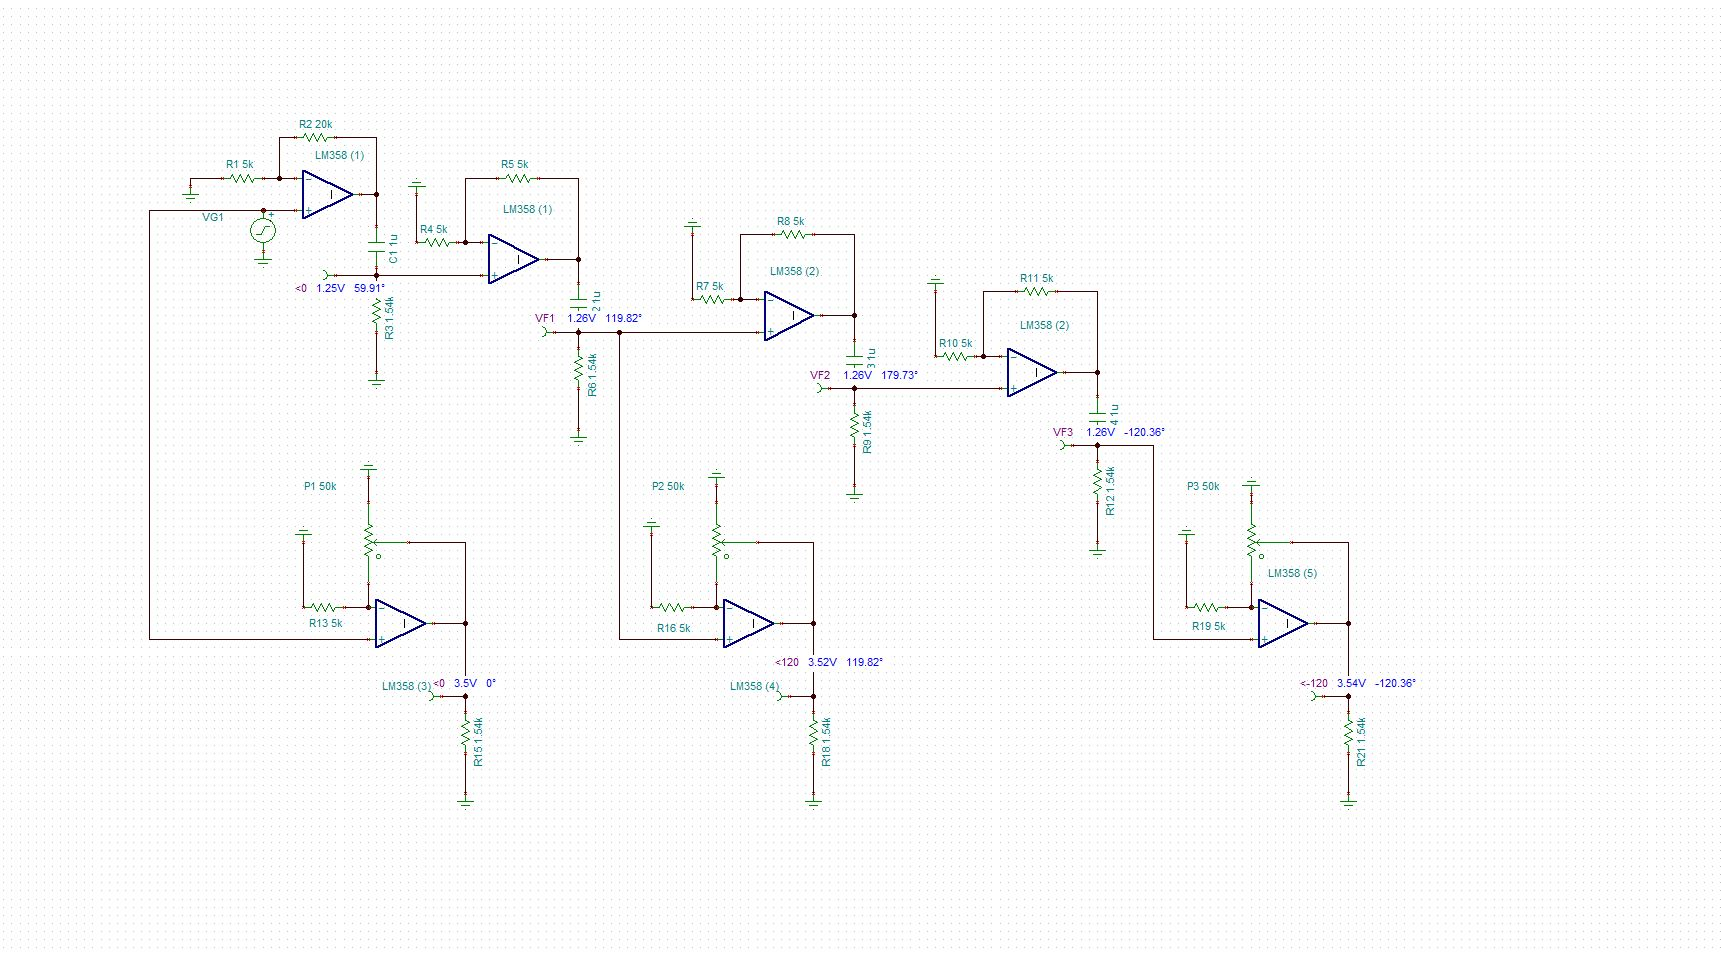 R2 20k
LM358 (1)
R1 5k
R5 5k
VG1
+
LM358 (1)
R4 5k
C1 1u
R8 5k
<0 1.25V 59.91°
R3 1.54k
LM358 (2)
R7 5k
2 1u
VF1 1.26V 119.82°
R11 5k
LM358 (2)
R10 5k
R6 1.54k
3 1u
VF2 1.26V 179.73°
R9 1.54k
4 1u
VF3 1.26V -120.36°
R12 1.54k
P1 50k
P2 50k
P3 50k
LM358 (5)
R13 5k
R16 5k
R19 5k
<120 3.52V 119.82°
LM358 (3) <0 3.5V 0°
LM358 (4)
<-120 3.54V -120.36°
R15 1.54k
R18 1.54k
R21 1.54k